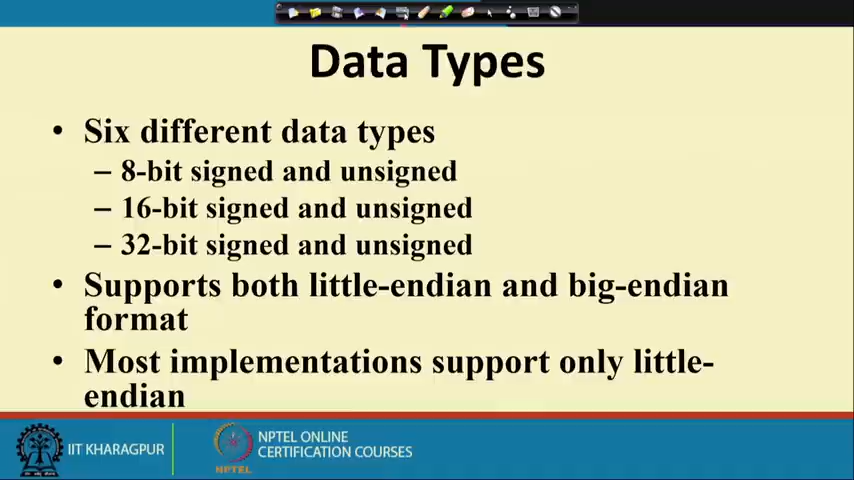 Data Types
• Six different data types
– 8-bit signed and unsigned
– 16-bit signed and unsigned
– 32-bit signed and unsigned
• Supports both little-endian and big-endian
format
• Most implementations support only little-
endian
IIT KHARAGPUR
NPTEL
NPTEL ONLINE
CERTIFICATION COURSES